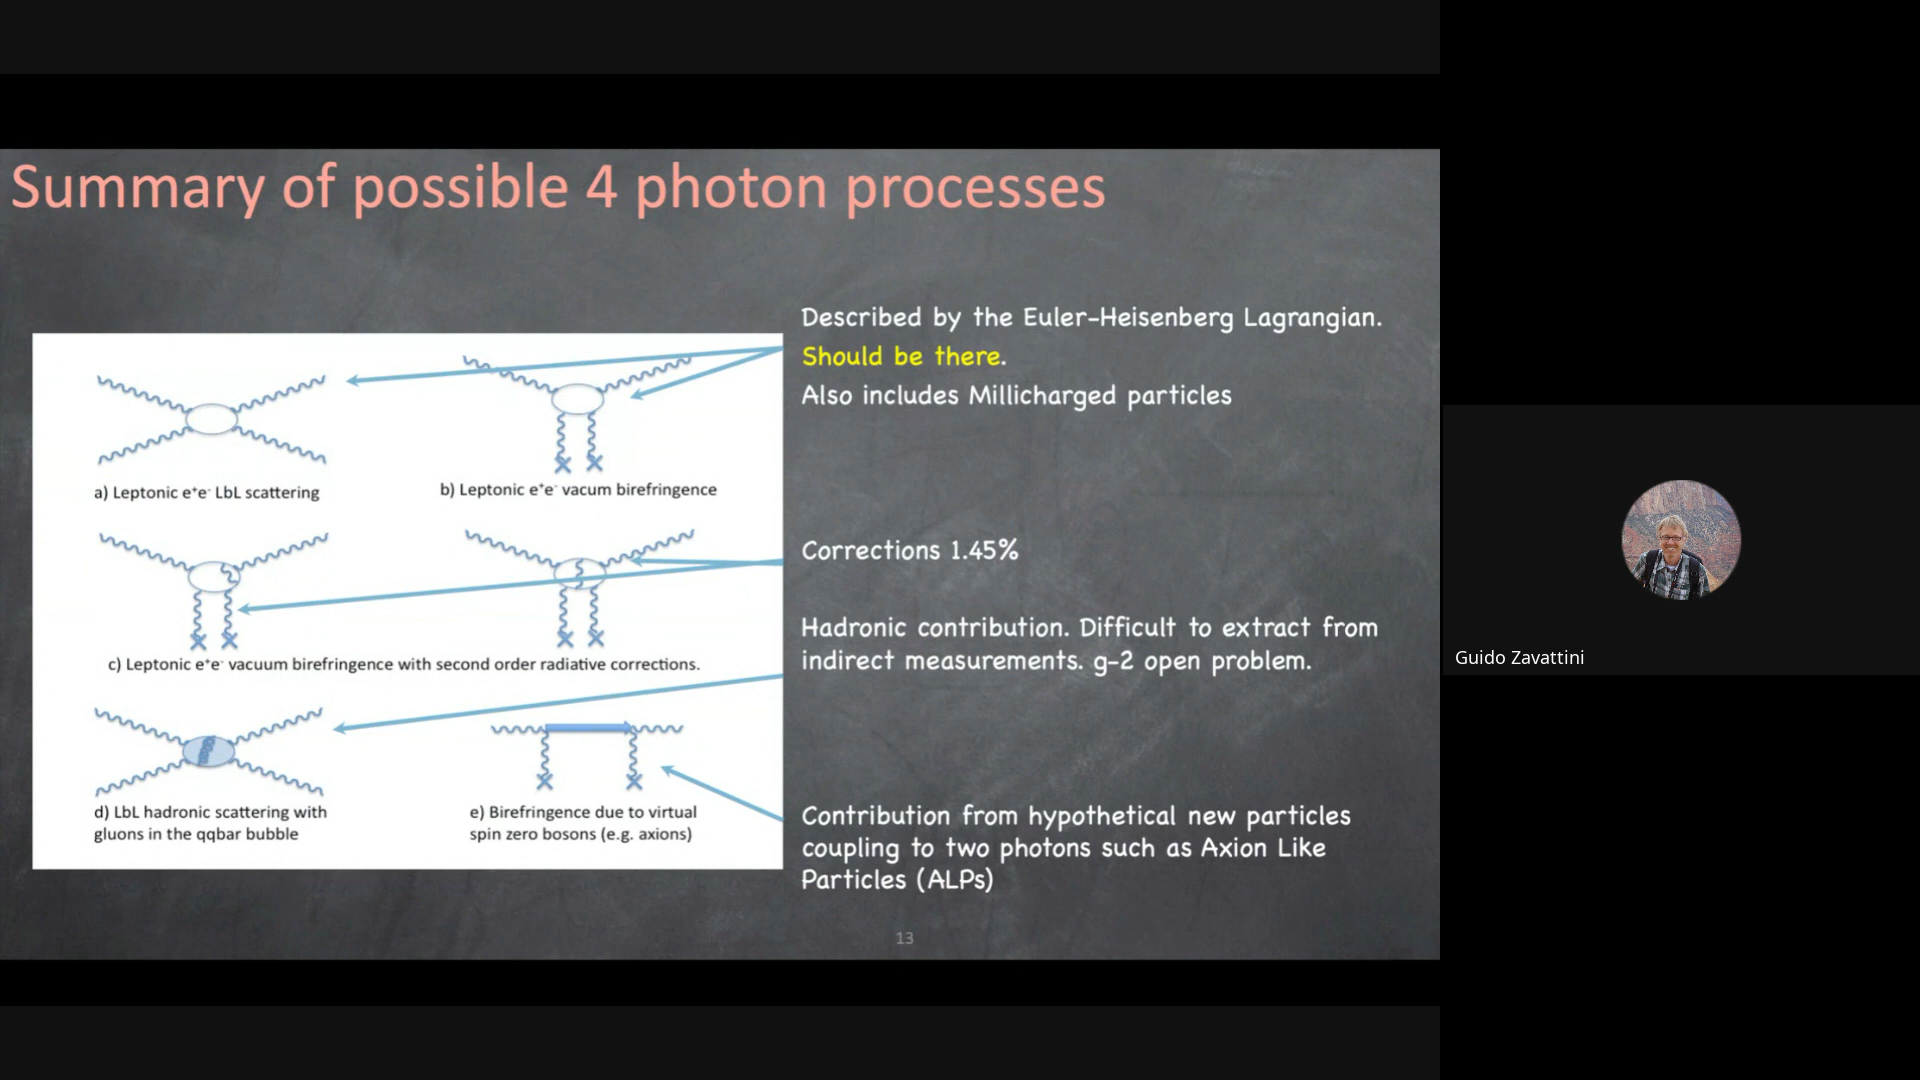 Summary of possible 4 photon processes
Described by the Euler-Heisenberg Lagrangian.
Should be there.
Also includes Millicharged particles
a) Leptonic e⁺e⁻ LbL scattering
b) Leptonic e⁺e⁻ vacum birefringence
Corrections 1.45%
Hadronic contribution. Difficult to extract from
indirect measurements. g-2 open problem.
c) Leptonic e⁺e⁻ vacuum birefringence with second order radiative corrections.
d) LbL hadronic scattering with
gluons in the qqbar bubble
e) Birefringence due to virtual
spin zero bosons (e.g. axions)
Contribution from hypothetical new particles
coupling to two photons such as Axion Like
Particles (ALPs)
13
Guido Zavattini